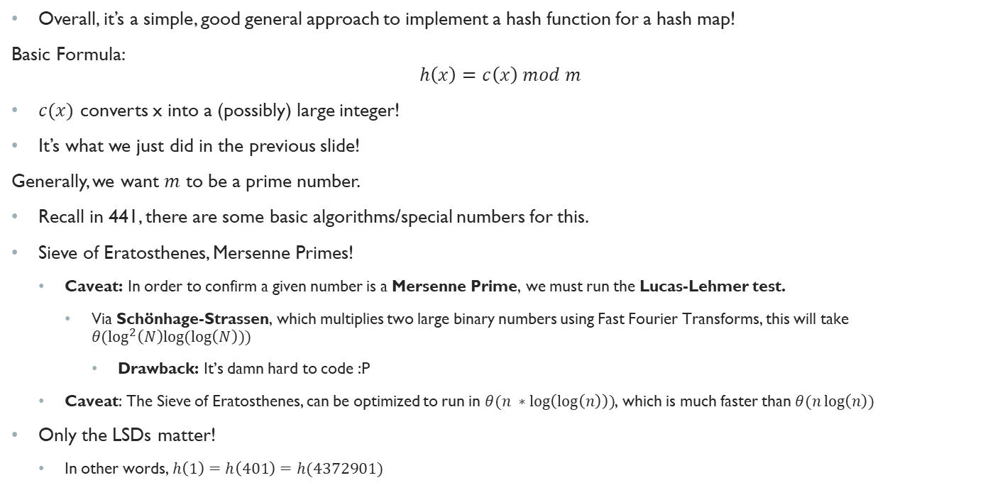 • Overall, it's a simple, good general approach to implement a hash function for a hash map!
Basic Formula:
h(x) = c(x) mod m
• c(x) converts x into a (possibly) large integer!
• It's what we just did in the previous slide!
Generally, we want m to be a prime number.
• Recall in 441, there are some basic algorithms/special numbers for this.
• Sieve of Eratosthenes, Mersenne Primes!
• Caveat: In order to confirm a given number is a Mersenne Prime, we must run the Lucas-Lehmer test.
• Via Schönhage-Strassen, which multiplies two large binary numbers using Fast Fourier Transforms, this will take
θ(log²(N)log(log(N)))
• Drawback: It's damn hard to code :P
• Caveat: The Sieve of Eratosthenes, can be optimized to run in θ(n * log(log(n))), which is much faster than θ(n log(n))
• Only the LSDs matter!
• In other words, h(1) = h(401) = h(4372901)